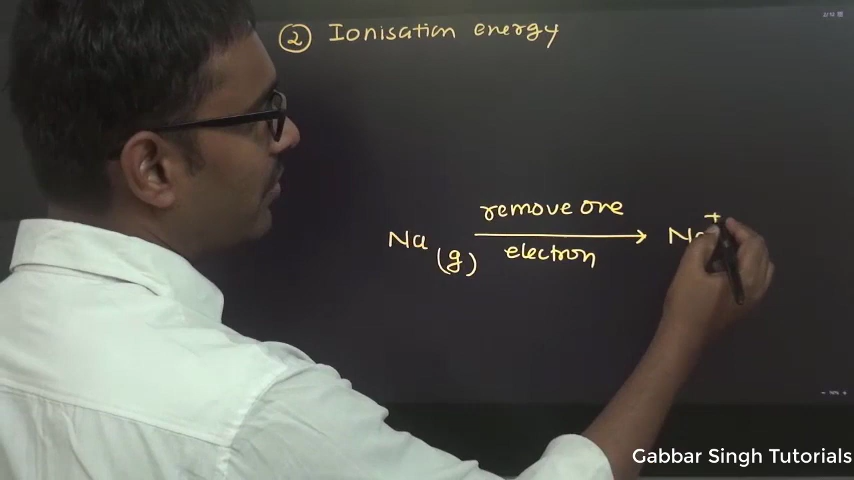 ② Ionisation energy
remove one
Na (g) → Na+
electron
Gabbar Singh Tutorials